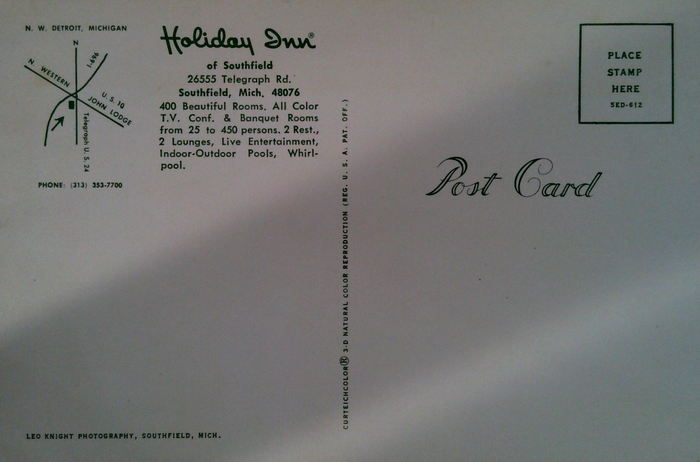 N. W. DETROIT, MICHIGAN
N
I-696
N. WESTERN
U. S. 10
JOHN LODGE
Telegraph U. S. 24
PHONE: (313) 353-7700
Holiday Inn®
of Southfield
26555 Telegraph Rd.
Southfield, Mich. 48076
400 Beautiful Rooms. All Color
T.V. Conf. & Banquet Rooms
from 25 to 450 persons. 2 Rest.,
2 Lounges, Live Entertainment,
Indoor-Outdoor Pools, Whirl-
pool.
LEO KNIGHT PHOTOGRAPHY, SOUTHFIELD, MICH.
CURTEICHCOLOR® 3-D NATURAL COLOR REPRODUCTION (REG. U. S. A. PAT. OFF.)
PLACE
STAMP
HERE
5ED-612
Post Card